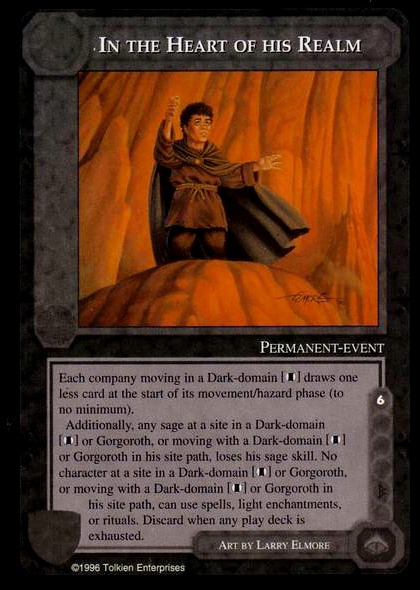 In the Heart of his Realm
ELMORE
Permanent-event
Each company moving in a Dark-domain [ ] draws one
less card at the start of its movement/hazard phase (to
no minimum).
Additionally, any sage at a site in a Dark-domain
[ ] or Gorgoroth, or moving with a Dark-domain [ ]
or Gorgoroth in his site path, loses his sage skill. No
character at a site in a Dark-domain [ ] or Gorgoroth,
or moving with a Dark-domain [ ] or Gorgoroth in
his site path, can use spells, light enchantments,
or rituals. Discard when any play deck is
exhausted.
6
Art by Larry Elmore
©1996 Tolkien Enterprises